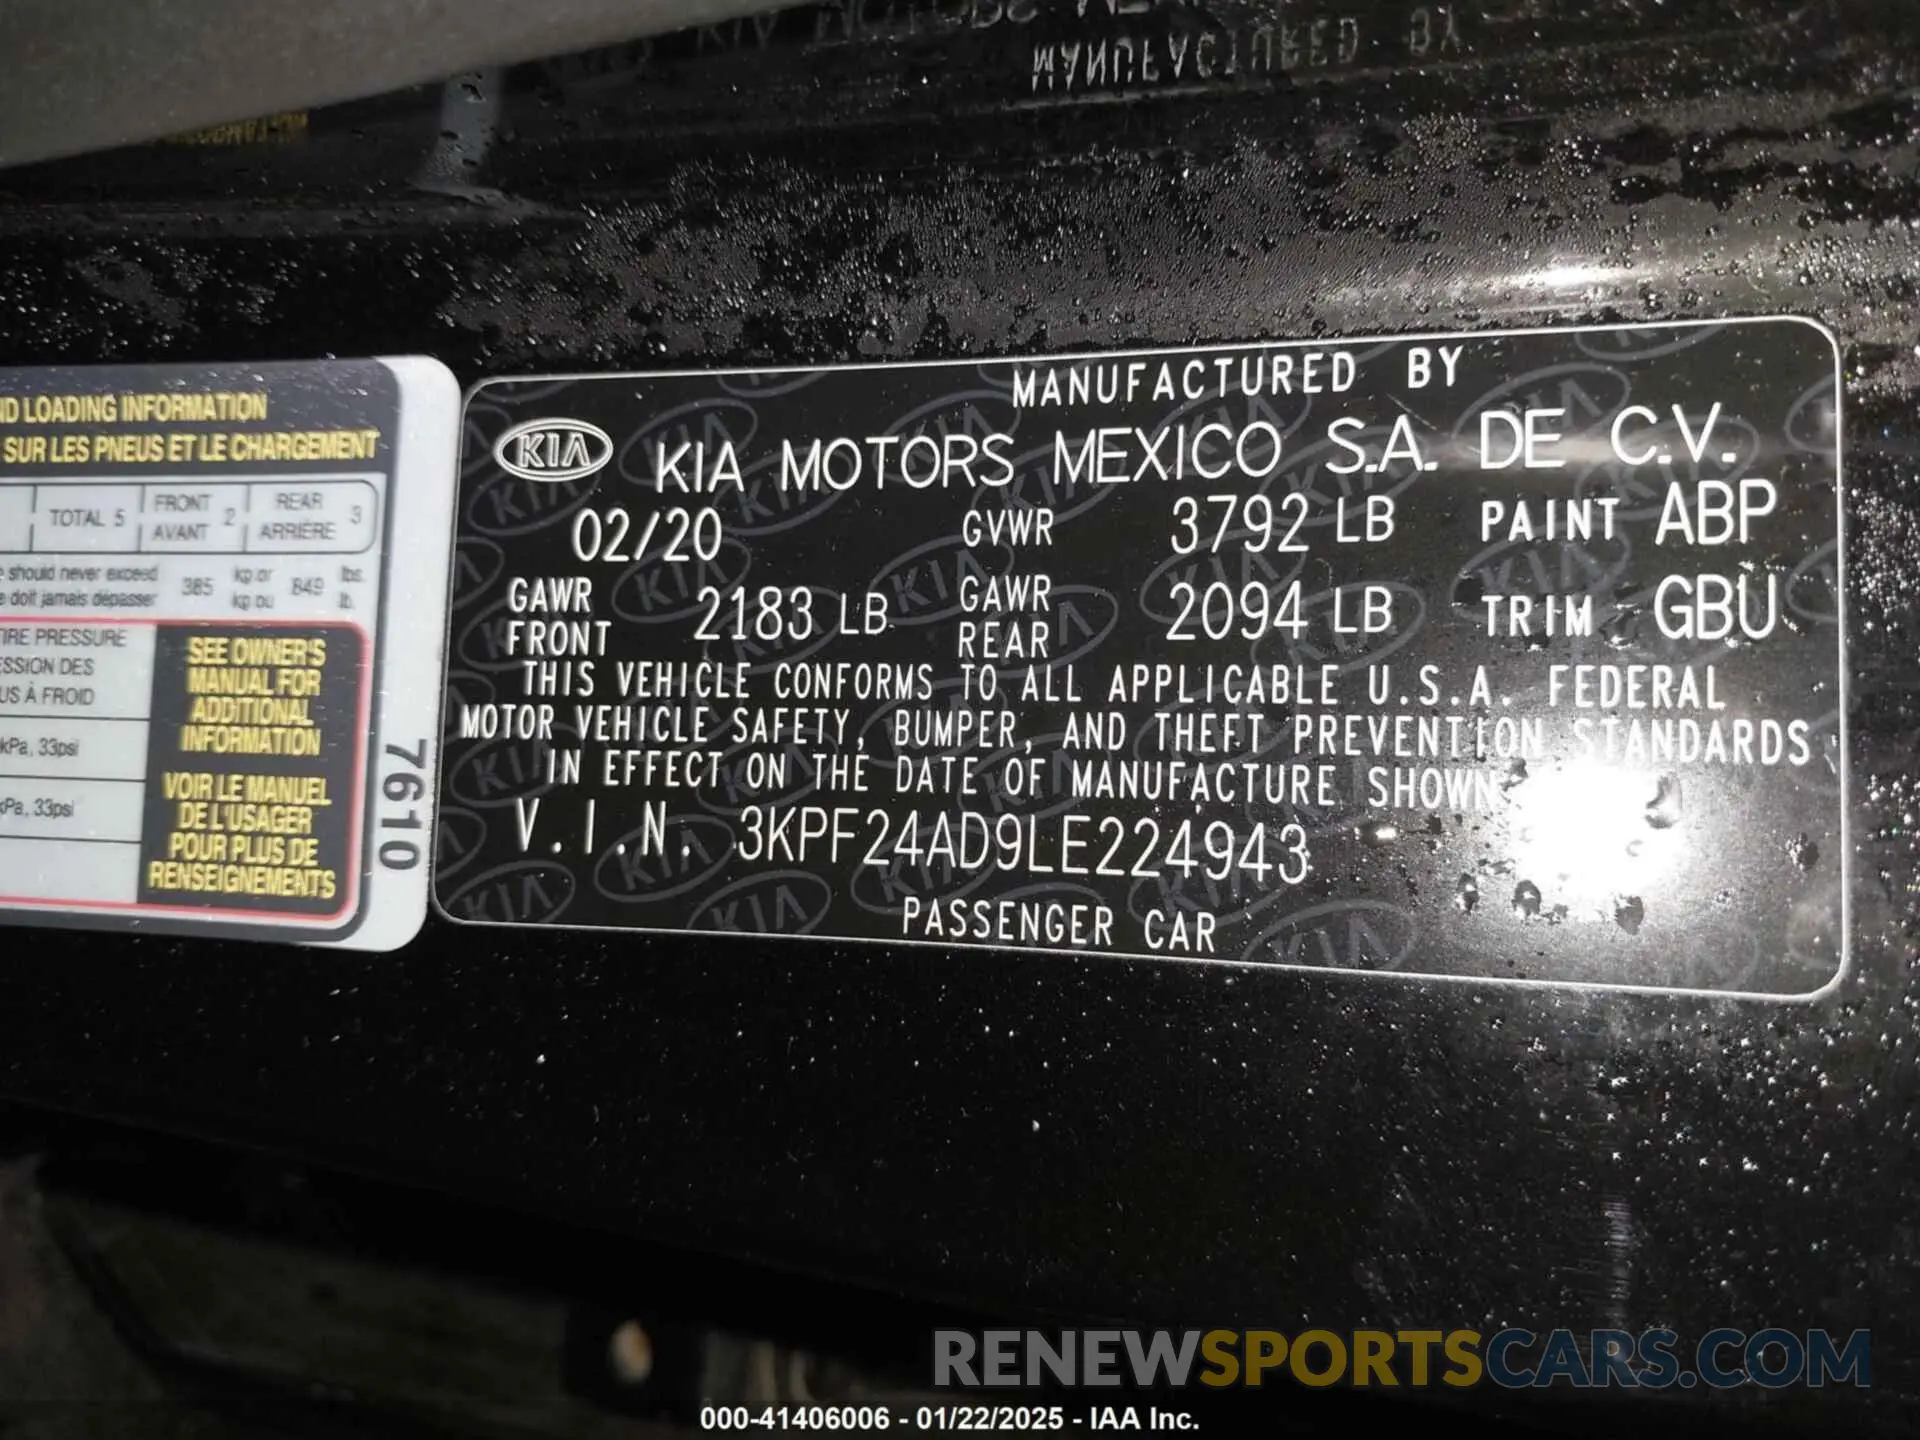 MANUFACTURED BY
ND LOADING INFORMATION
SUR LES PNEUS ET LE CHARGEMENT
TOTAL 5 FRONT AVANT 2 REAR ARRIÈRE 3
should never exceed 385 kp or 849 lbs.
e doit jamais dépasser kp ou lb.
IRE PRESSURE
ESSION DES
US À FROID
kPa, 33psi
kPa, 33psi
SEE OWNER'S
MANUAL FOR
ADDITIONAL
INFORMATION
VOIR LE MANUEL
DE L'USAGER
POUR PLUS DE
RENSEIGNEMENTS
7610
MANUFACTURED BY
KIA KIA MOTORS MEXICO S.A. DE C.V.
02/20 GVWR 3792 LB PAINT ABP
GAWR FRONT 2183 LB GAWR REAR 2094 LB TRIM GBU
THIS VEHICLE CONFORMS TO ALL APPLICABLE U.S.A. FEDERAL
MOTOR VEHICLE SAFETY, BUMPER, AND THEFT PREVENTION STANDARDS
IN EFFECT ON THE DATE OF MANUFACTURE SHOWN
V.I.N. 3KPF24AD9LE224943
PASSENGER CAR
RENEWSPORTSCARS.COM
000-41406006 - 01/22/2025 - IAA Inc.